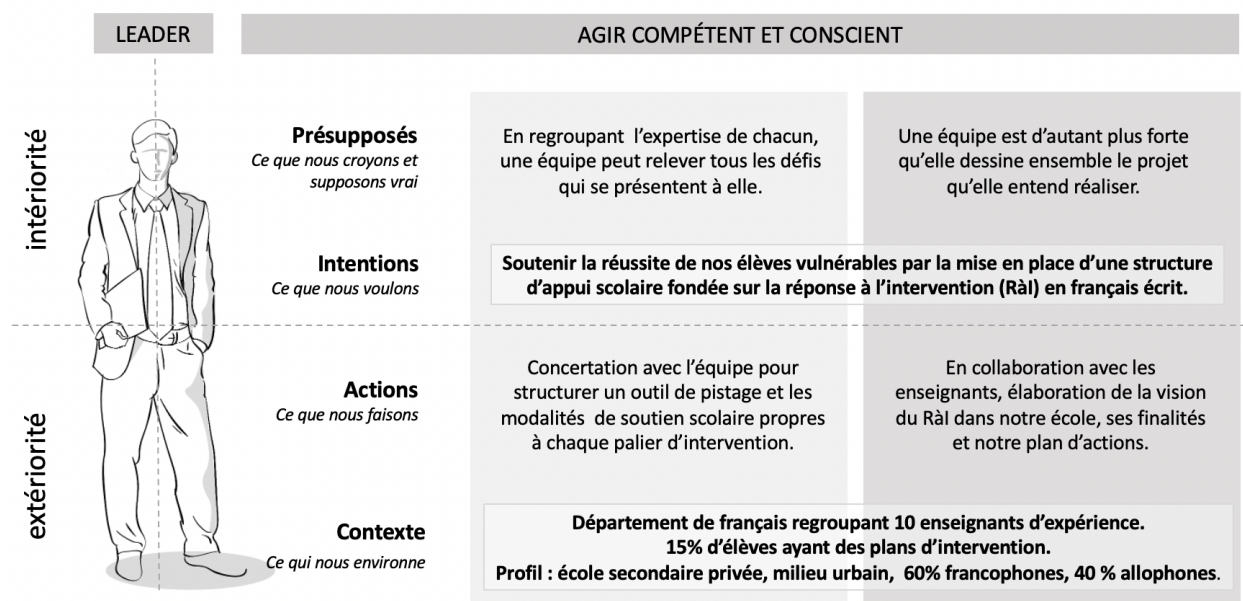 LEADER
AGIR COMPÉTENT ET CONSCIENT
intériorité
Présupposés
Ce que nous croyons et
supposons vrai
En regroupant l’expertise de chacun,
une équipe peut relever tous les défis
qui se présentent à elle.
Une équipe est d’autant plus forte
qu’elle dessine ensemble le projet
qu’elle entend réaliser.
Intentions
Ce que nous voulons
Soutenir la réussite de nos élèves vulnérables par la mise en place d’une structure
d’appui scolaire fondée sur la réponse à l’intervention (RàI) en français écrit.
extériorité
Actions
Ce que nous faisons
Concertation avec l’équipe pour
structurer un outil de pistage et les
modalités de soutien scolaire propres
à chaque palier d’intervention.
En collaboration avec les
enseignants, élaboration de la vision
du RàI dans notre école, ses finalités
et notre plan d’actions.
Contexte
Ce qui nous environne
Département de français regroupant 10 enseignants d’expérience.
15% d’élèves ayant des plans d’intervention.
Profil : école secondaire privée, milieu urbain, 60% francophones, 40 % allophones.